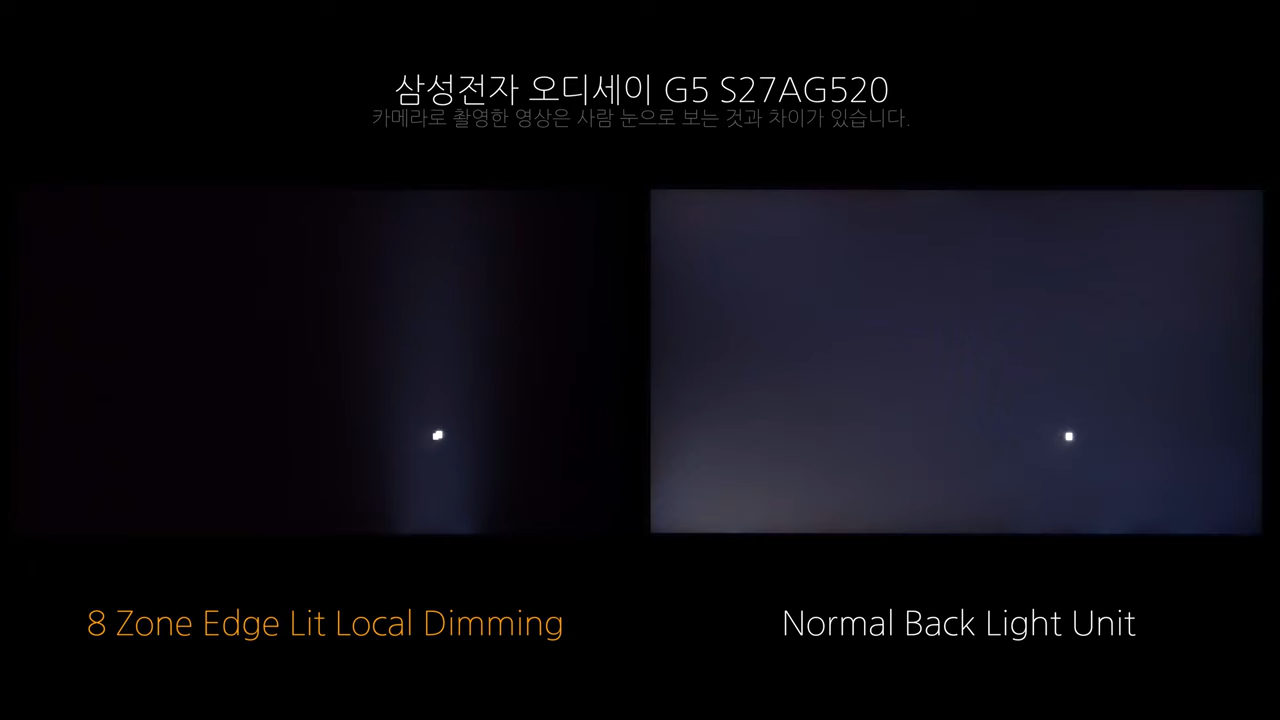 삼성전자 오디세이 G5 S27AG520
카메라로 촬영한 영상은 사람 눈으로 보는 것과 차이가 있습니다.
8 Zone Edge Lit Local Dimming
Normal Back Light Unit